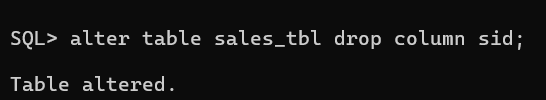 SQL> alter table sales_tbl drop column sid;
Table altered.